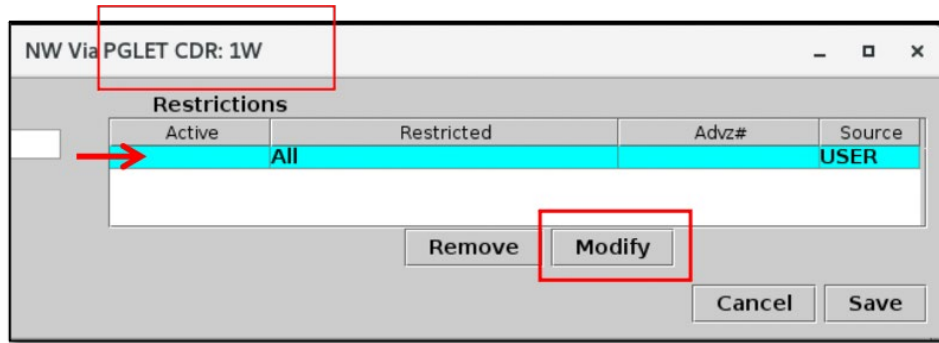 NW Via PGLET CDR: 1W
Restrictions
Active Restricted Advz# Source
All USER
Remove Modify
Cancel Save